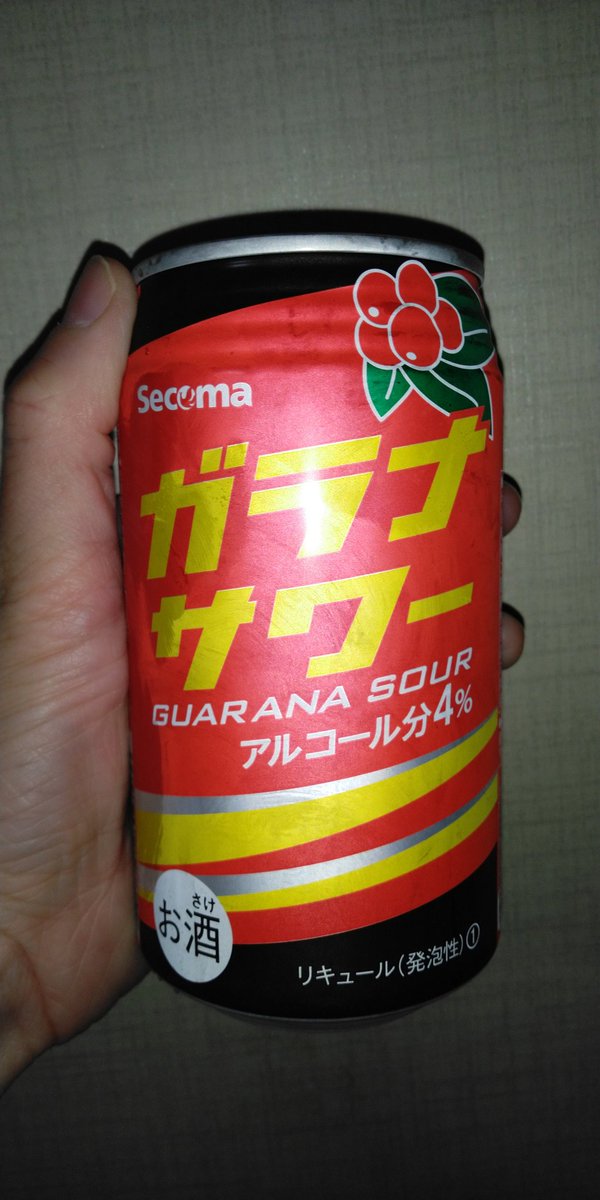 Secoma
ガラナ
サワー
GUARANA SOUR
アルコール分4%
さけ
お酒
リキュール(発泡性)①